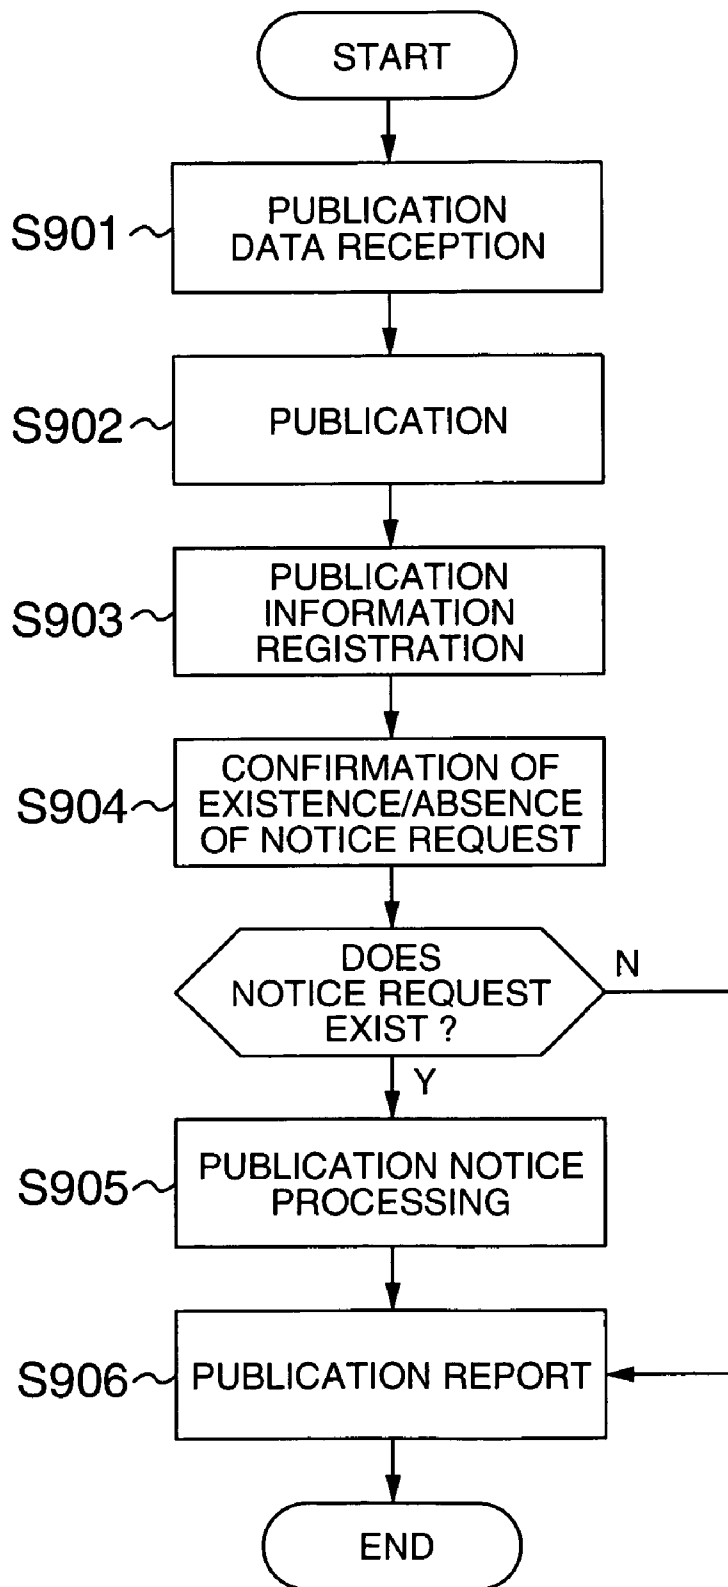 START
S901
PUBLICATION
DATA RECEPTION
S902
PUBLICATION
S903
PUBLICATION
INFORMATION
REGISTRATION
S904
CONFIRMATION OF
EXISTENCE/ABSENCE
OF NOTICE REQUEST
DOES
NOTICE REQUEST
EXIST ?
N
Y
S905
PUBLICATION NOTICE
PROCESSING
S906
PUBLICATION REPORT
END